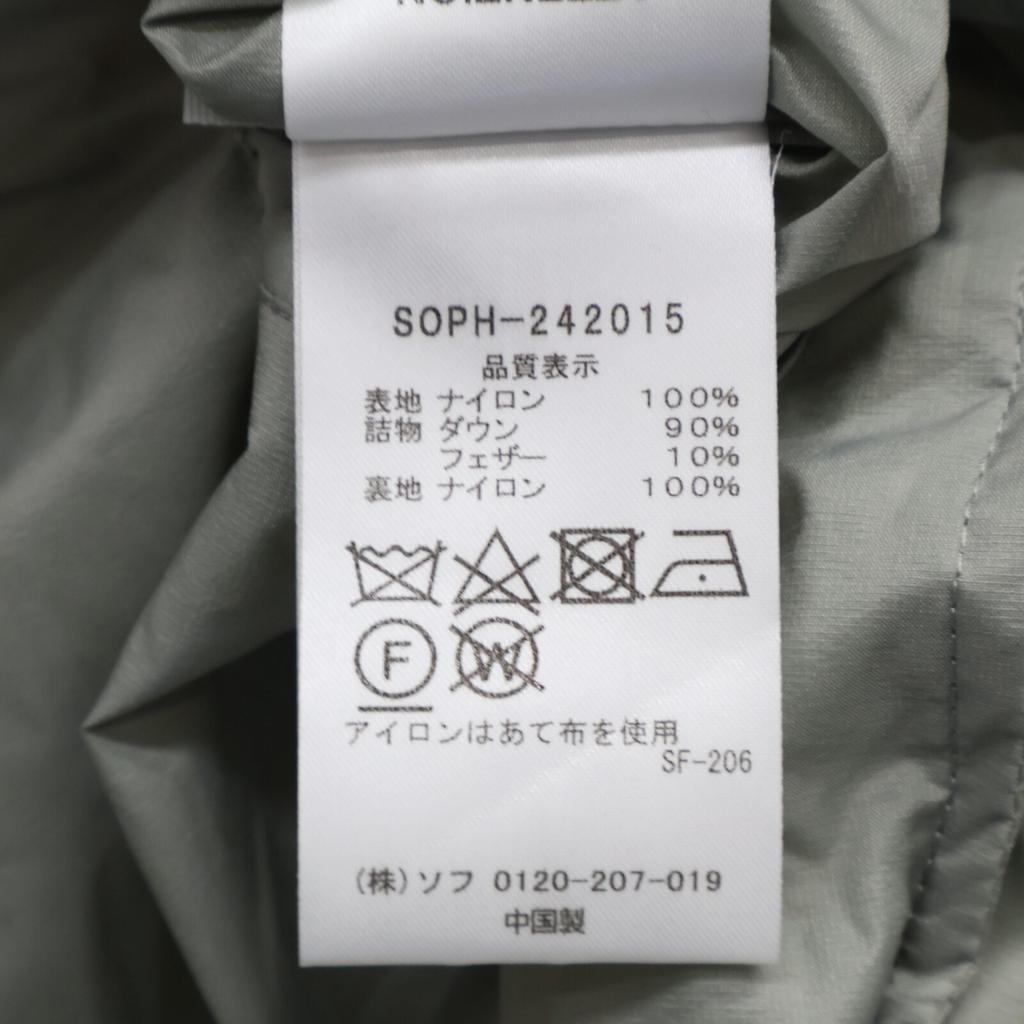 SOPH-242015
品質表示
表地 ナイロン 100%
詰物 ダウン 90%
フェザー 10%
裏地 ナイロン 100%
F W
アイロンはあて布を使用
SF-206
(株)ソフ 0120-207-019
中国製